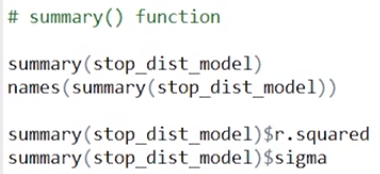 # summary() function
summary(stop_dist_model)
names(summary(stop_dist_model))
summary(stop_dist_model)$r.squared
summary(stop_dist_model)$sigma